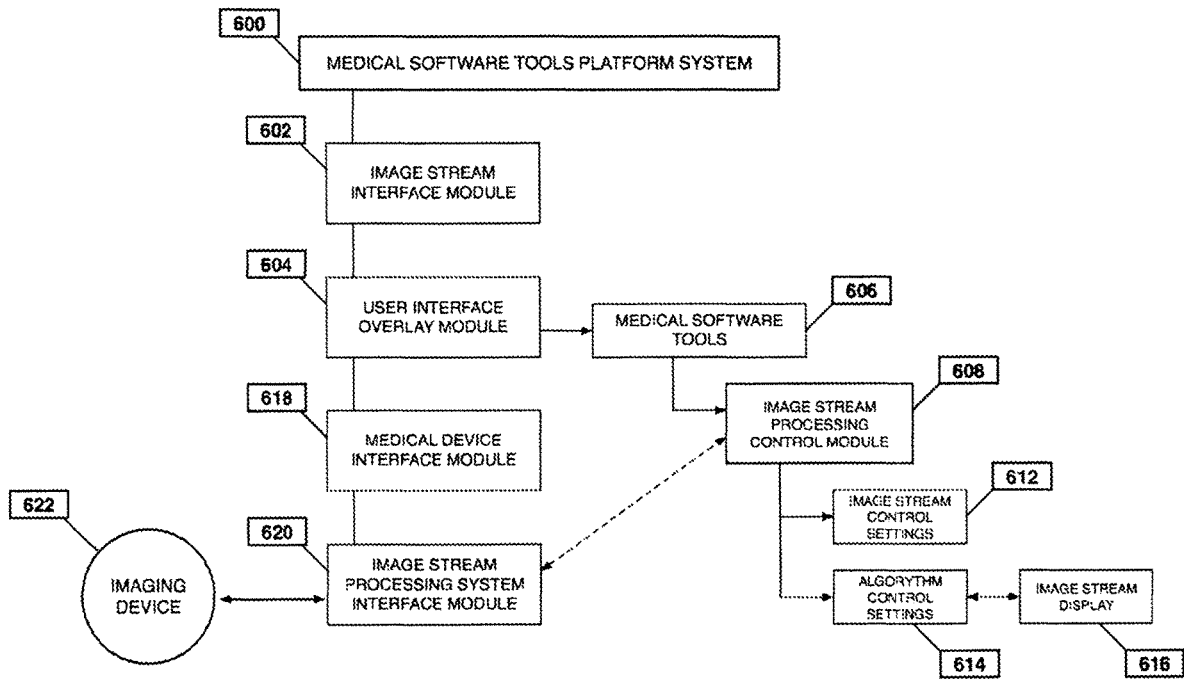 600
MEDICAL SOFTWARE TOOLS PLATFORM SYSTEM
602
IMAGE STREAM
INTERFACE MODULE
604
USER INTERFACE
OVERLAY MODULE
606
MEDICAL SOFTWARE
TOOLS
608
IMAGE STREAM
PROCESSING
CONTROL MODULE
618
MEDICAL DEVICE
INTERFACE MODULE
612
IMAGE STREAM
CONTROL
SETTINGS
622
IMAGING
DEVICE
620
IMAGE STREAM
PROCESSING SYSTEM
INTERFACE MODULE
ALGORYTHM
CONTROL
SETTINGS
614
IMAGE STREAM
DISPLAY
616